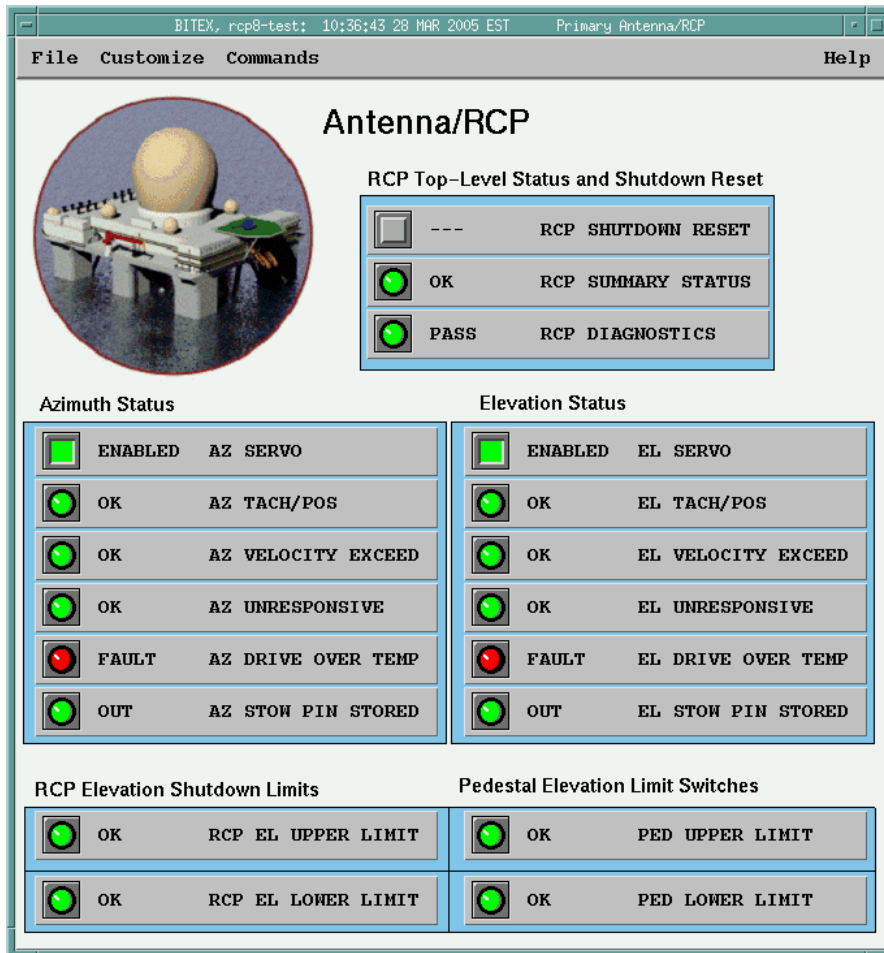 BITEX, rcp8-test: 10:36:43 28 MAR 2005 EST Primary Antenna/RCP
File Customize Commands Help
Antenna/RCP
RCP Top-Level Status and Shutdown Reset
--- RCP SHUTDOWN RESET
OK RCP SUMMARY STATUS
PASS RCP DIAGNOSTICS
Azimuth Status
ENABLED AZ SERVO
OK AZ TACH/POS
OK AZ VELOCITY EXCEED
OK AZ UNRESPONSIVE
FAULT AZ DRIVE OVER TEMP
OUT AZ STOW PIN STORED
Elevation Status
ENABLED EL SERVO
OK EL TACH/POS
OK EL VELOCITY EXCEED
OK EL UNRESPONSIVE
FAULT EL DRIVE OVER TEMP
OUT EL STOW PIN STORED
RCP Elevation Shutdown Limits
OK RCP EL UPPER LIMIT
OK RCP EL LOWER LIMIT
Pedestal Elevation Limit Switches
OK PED UPPER LIMIT
OK PED LOWER LIMIT